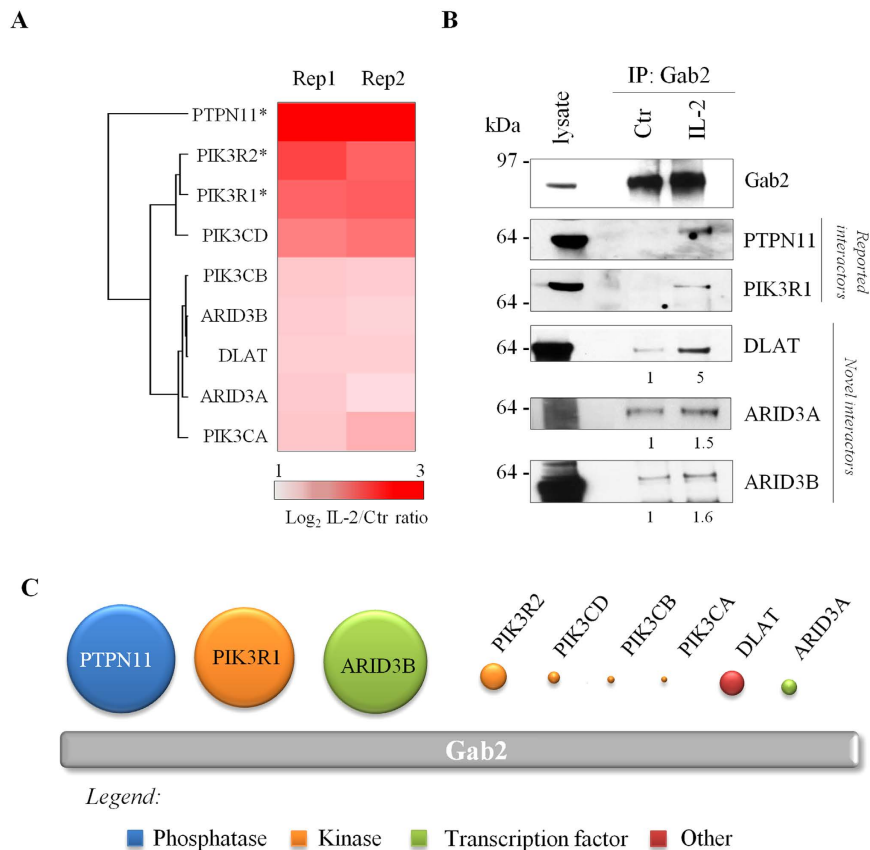 A
Rep1 Rep2
PTPN11*
PIK3R2*
PIK3R1*
PIK3CD
PIK3CB
ARID3B
DLAT
ARID3A
PIK3CA
1 3
Log2 IL-2/Ctr ratio
B
IP: Gab2
kDa lysate Ctr IL-2
97 Gab2
64 PTPN11
64 PIK3R1
Reported interactors
64 DLAT
1 5
64 ARID3A
1 1.5
64 ARID3B
1 1.6
Novel interactors
C
PTPN11 PIK3R1 ARID3B PIK3R2 PIK3CD PIK3CB PIK3CA DLAT ARID3A
Gab2
Legend:
Phosphatase Kinase Transcription factor Other